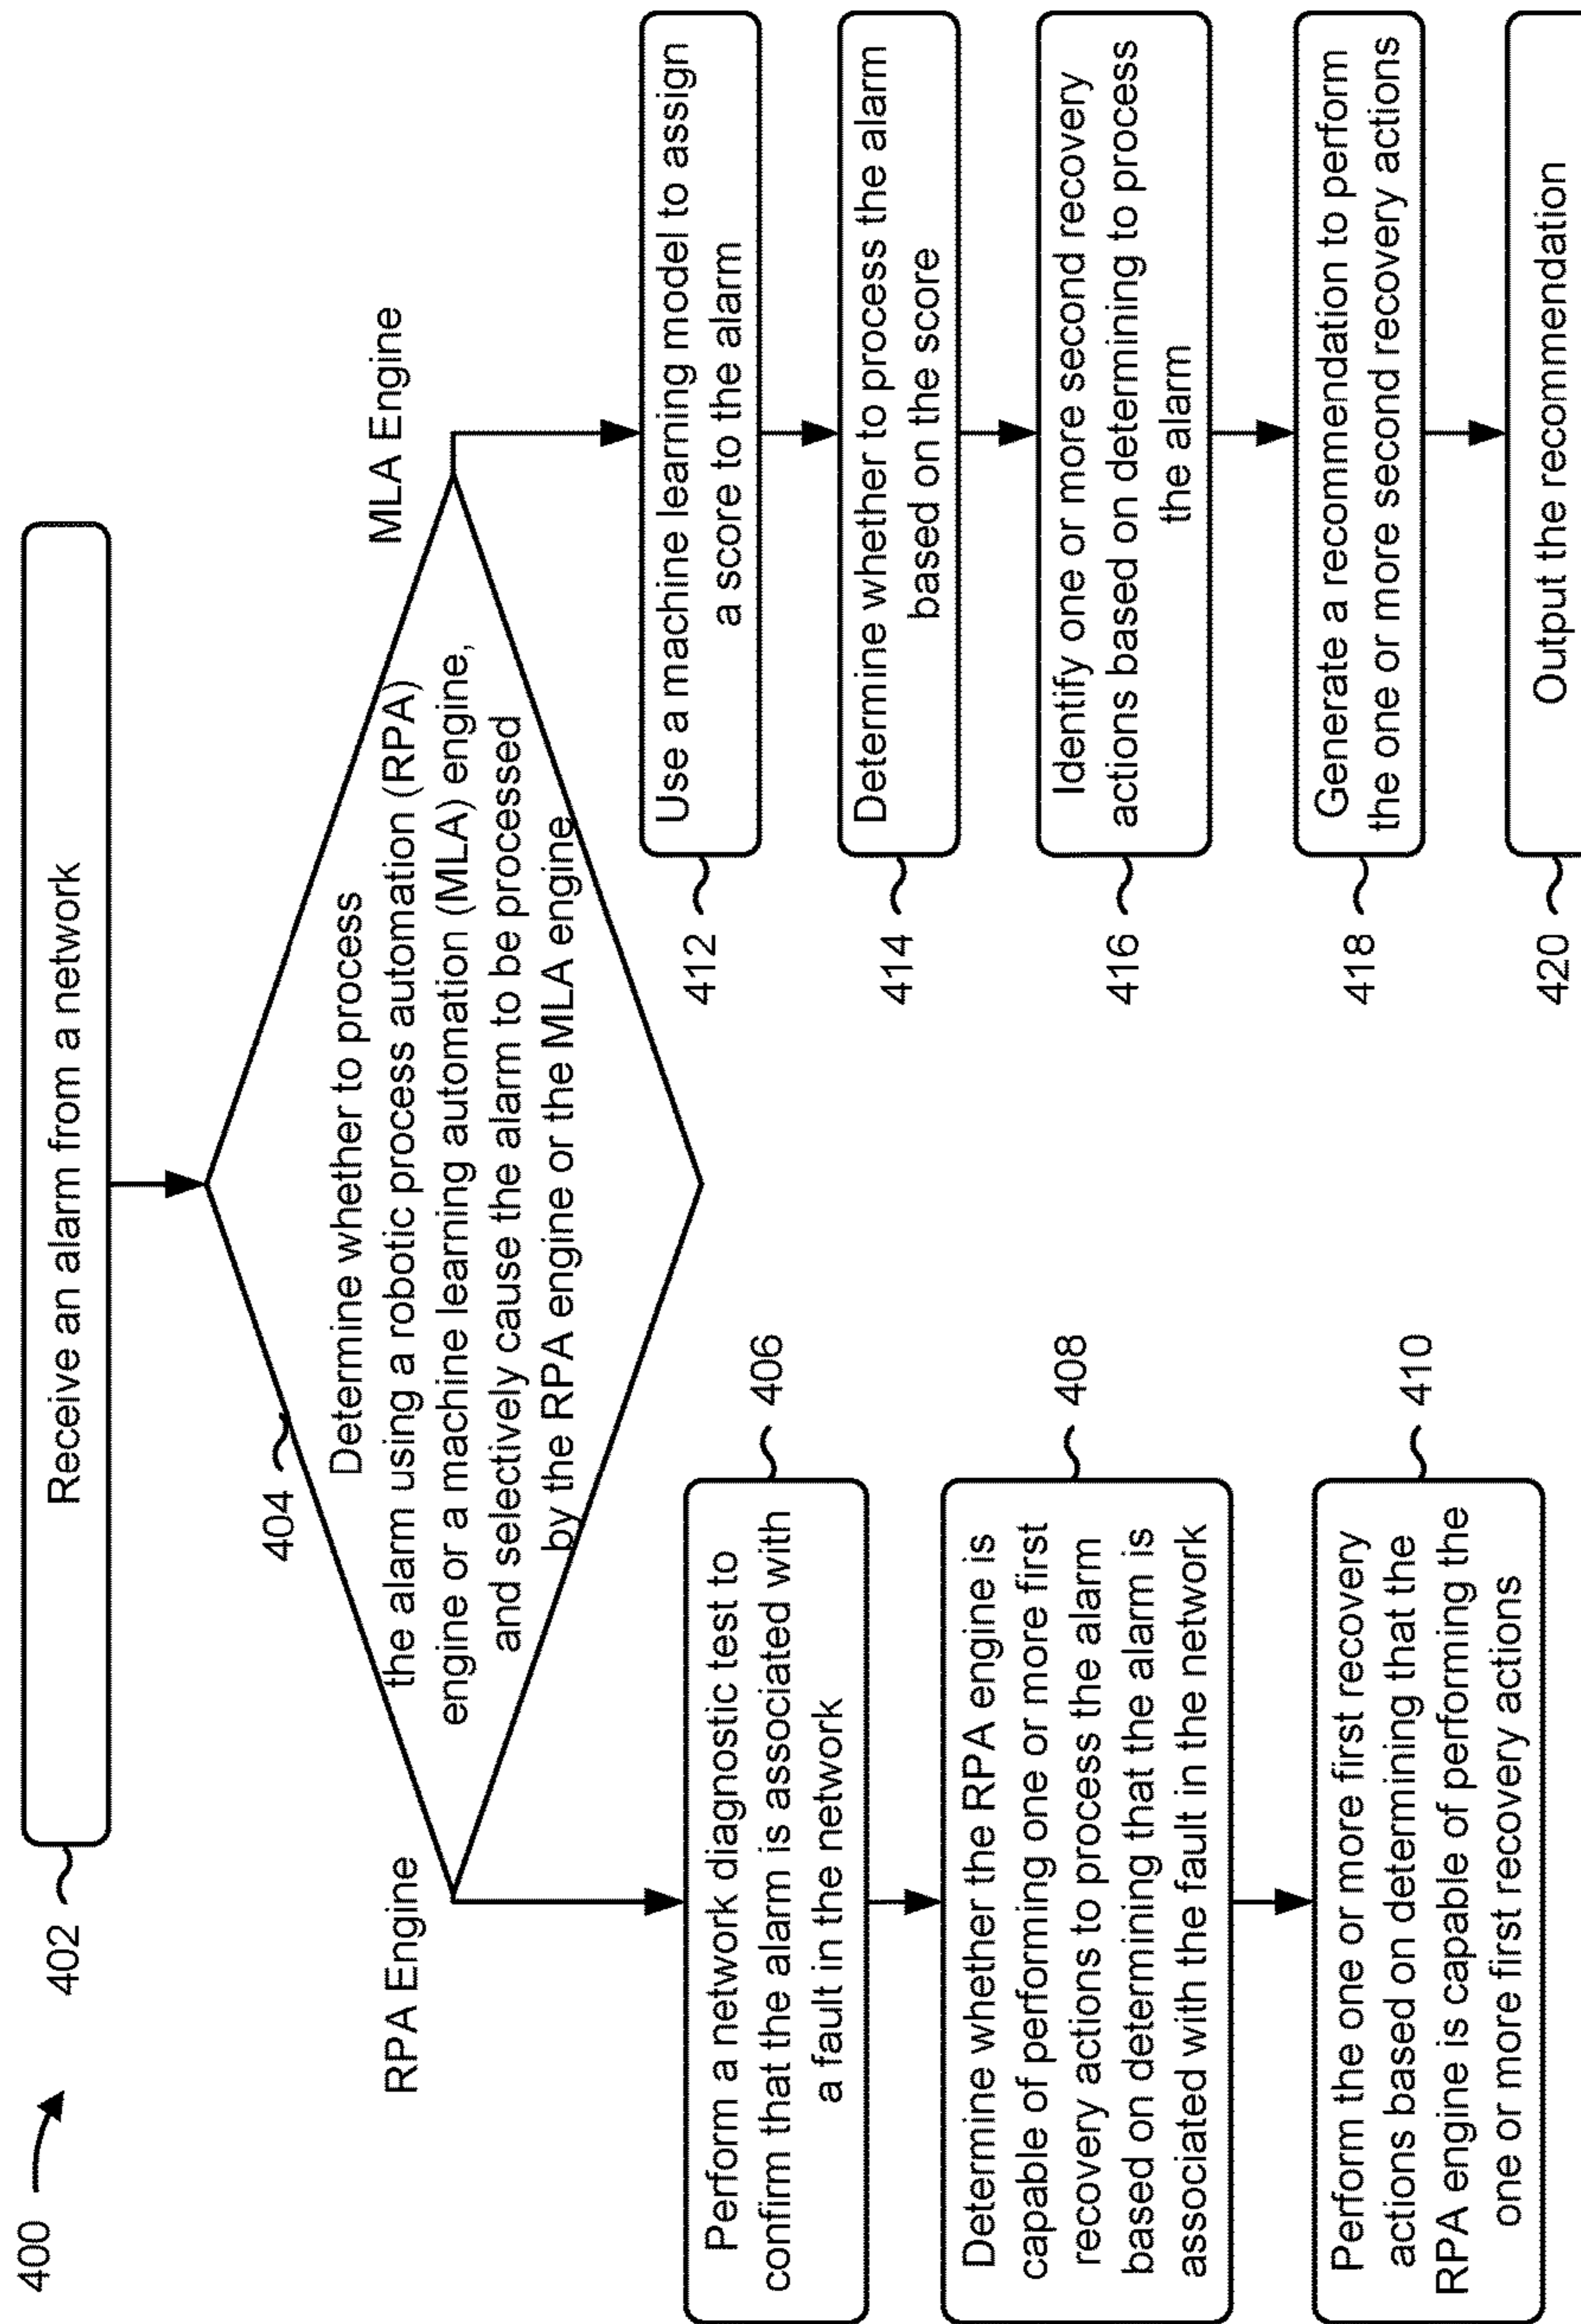 400
402
Receive an alarm from a network
404
Determine whether to process
the alarm using a robotic process automation (RPA)
engine or a machine learning automation (MLA) engine,
and selectively cause the alarm to be processed
by the RPA engine or the MLA engine
RPA Engine
Perform a network diagnostic test to
confirm that the alarm is associated with
a fault in the network
406
Determine whether the RPA engine is
capable of performing one or more first
recovery actions to process the alarm
based on determining that the alarm is
associated with the fault in the network
408
Perform the one or more first recovery
actions based on determining that the
RPA engine is capable of performing the
one or more first recovery actions
410
MLA Engine
412
Use a machine learning model to assign
a score to the alarm
414
Determine whether to process the alarm
based on the score
416
Identify one or more second recovery
actions based on determining to process
the alarm
418
Generate a recommendation to perform
the one or more second recovery actions
420
Output the recommendation